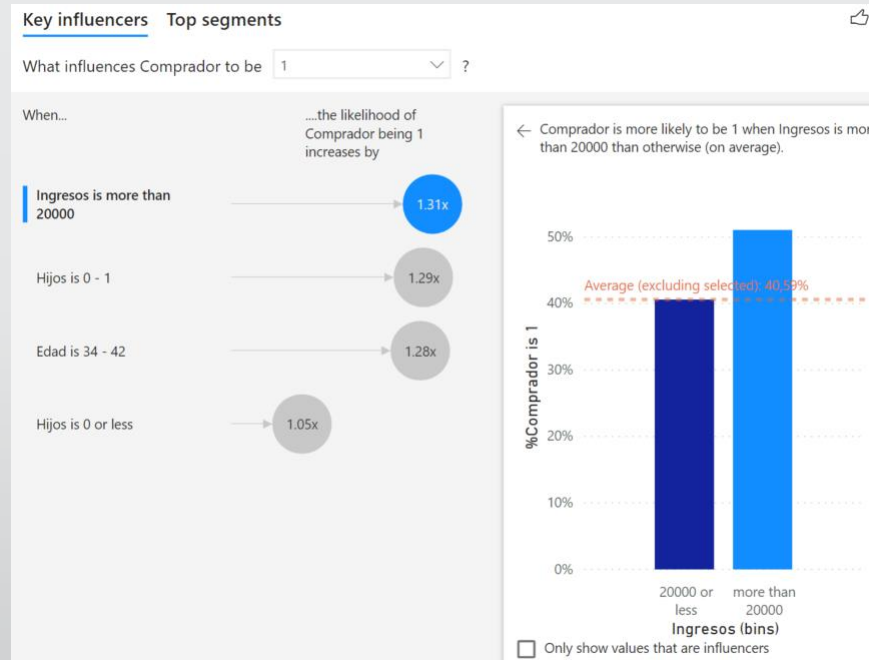 Key influencers Top segments
What influences Comprador to be 1 ?
When...
....the likelihood of
Comprador being 1
increases by
Ingresos is more than
20000
1.31x
Hijos is 0 - 1
1.29x
Edad is 34 - 42
1.28x
Hijos is 0 or less
1.05x
← Comprador is more likely to be 1 when Ingresos is mor
than 20000 than otherwise (on average).
%Comprador is 1
50%
Average (excluding selected): 40,59%
40%
30%
20%
10%
0%
20000 or
less
more than
20000
Ingresos (bins)
Only show values that are influencers